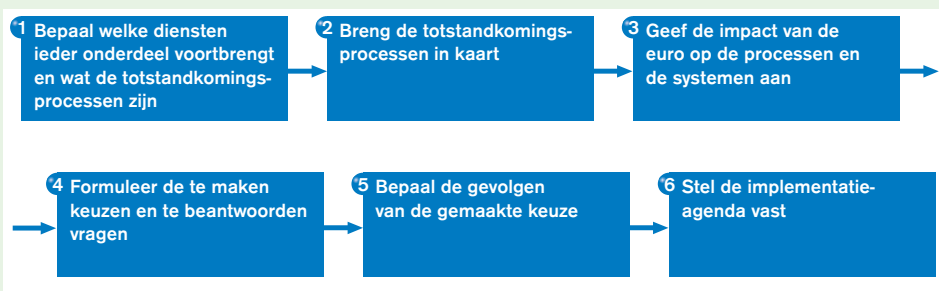 1 Bepaal welke diensten
ieder onderdeel voortbrengt
en wat de totstandkomings-
processen zijn
2 Breng de totstandkomings-
processen in kaart
3 Geef de impact van de
euro op de processen en
de systemen aan
4 Formuleer de te maken
keuzen en te beantwoorden
vragen
5 Bepaal de gevolgen
van de gemaakte keuze
6 Stel de implementatie-
agenda vast